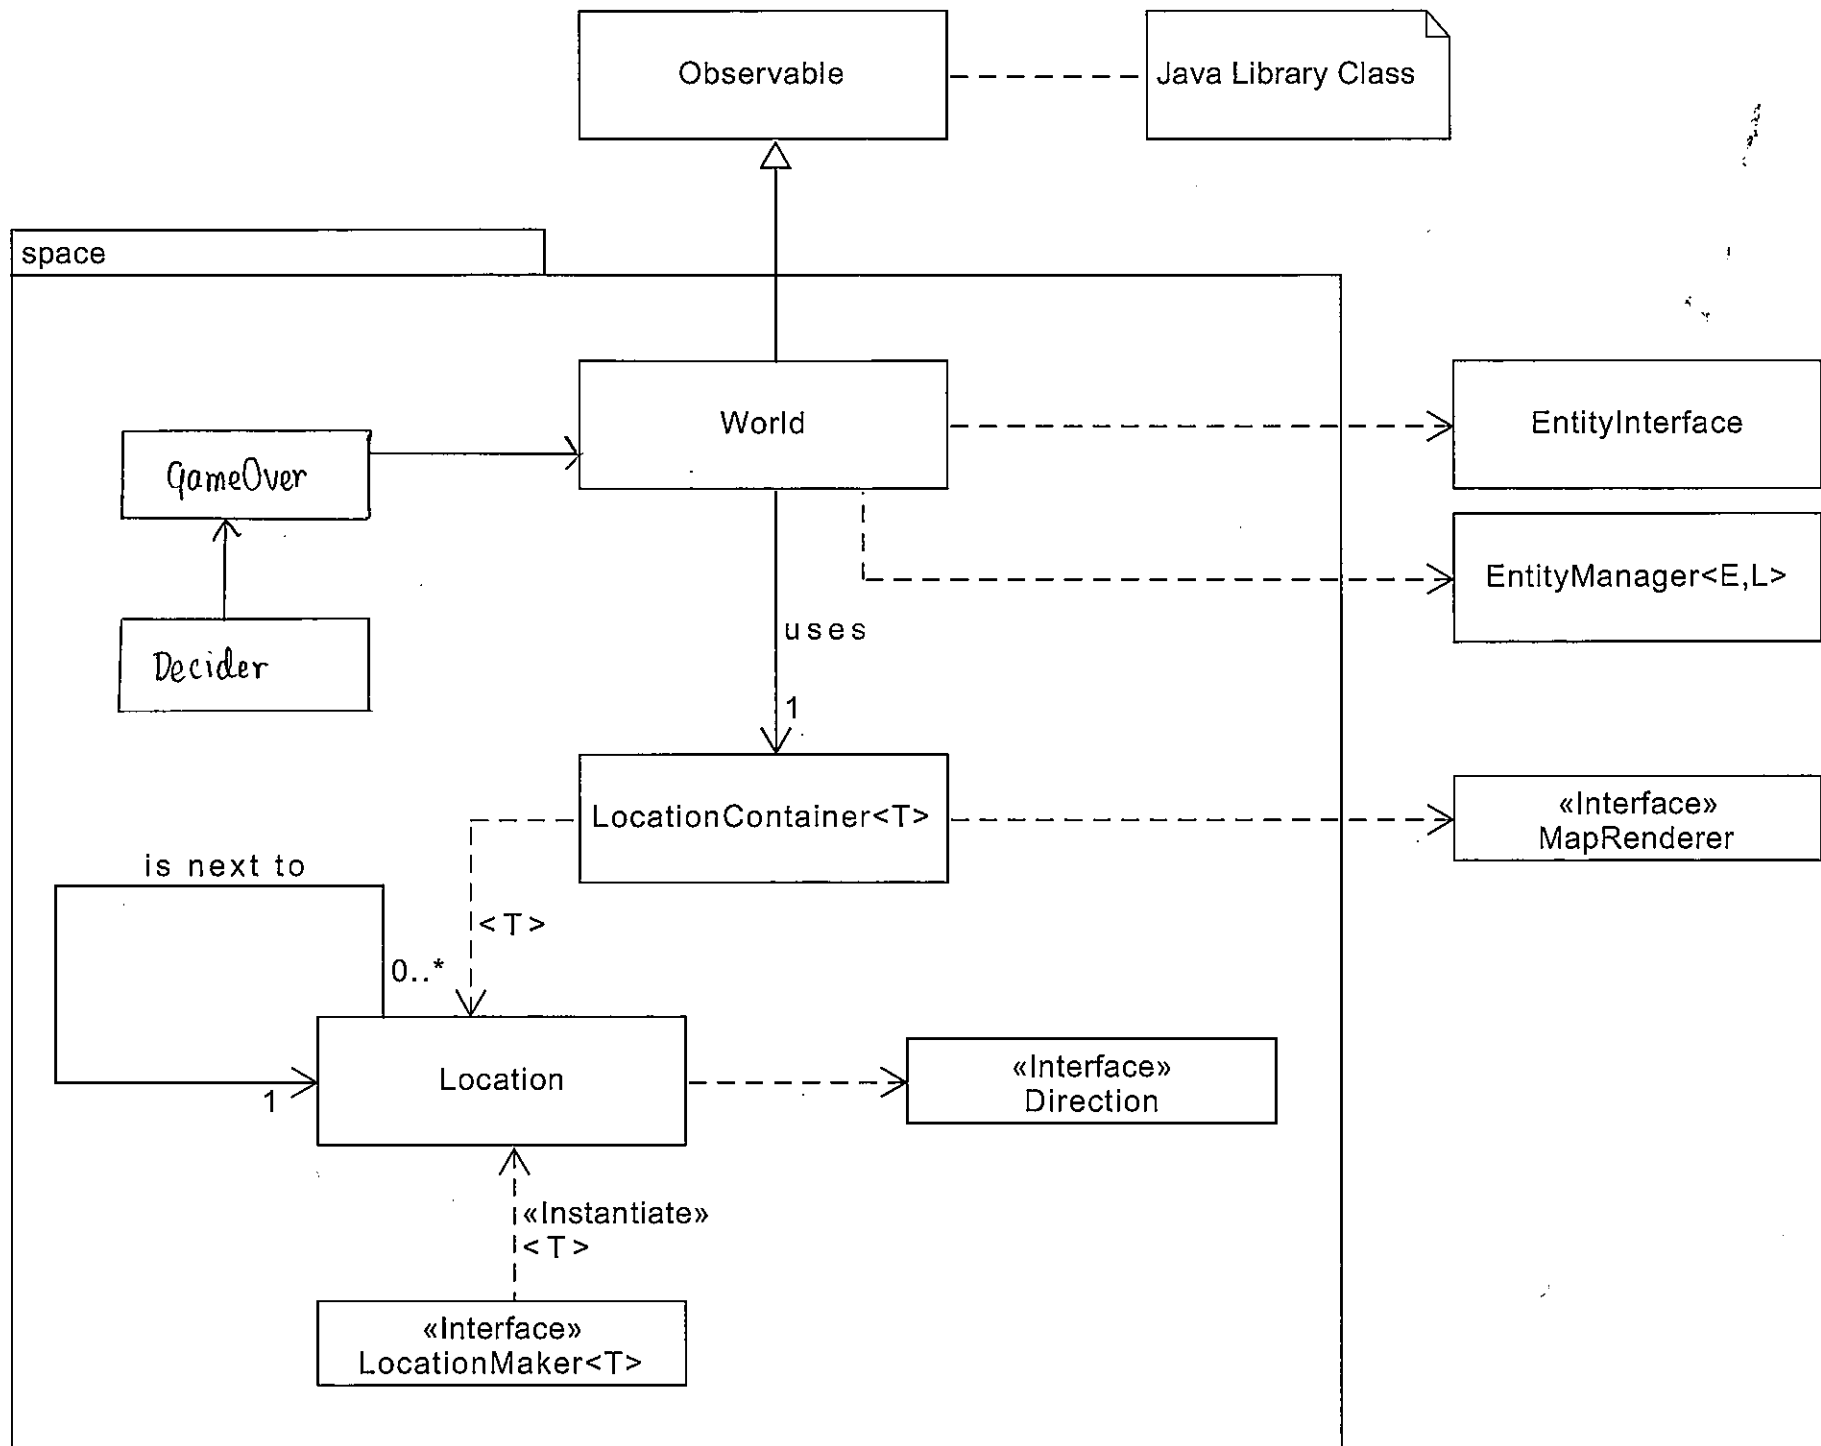 Observable
Java Library Class
space
World
EntityInterface
GameOver
EntityManager<E,L>
uses
Decider
1
LocationContainer<T>
«Interface»
MapRenderer
is next to
<T>
0..*
Location
1
«Interface»
Direction
«Instantiate»
<T>
«Interface»
LocationMaker<T>